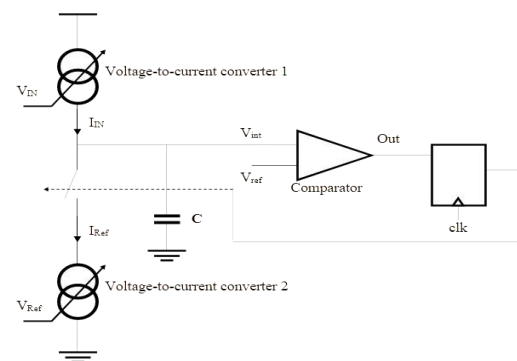 Voltage-to-current converter 1
VIN
IIN
Vint
Out
Vref
Comparator
C
clk
IRef
Voltage-to-current converter 2
VRef